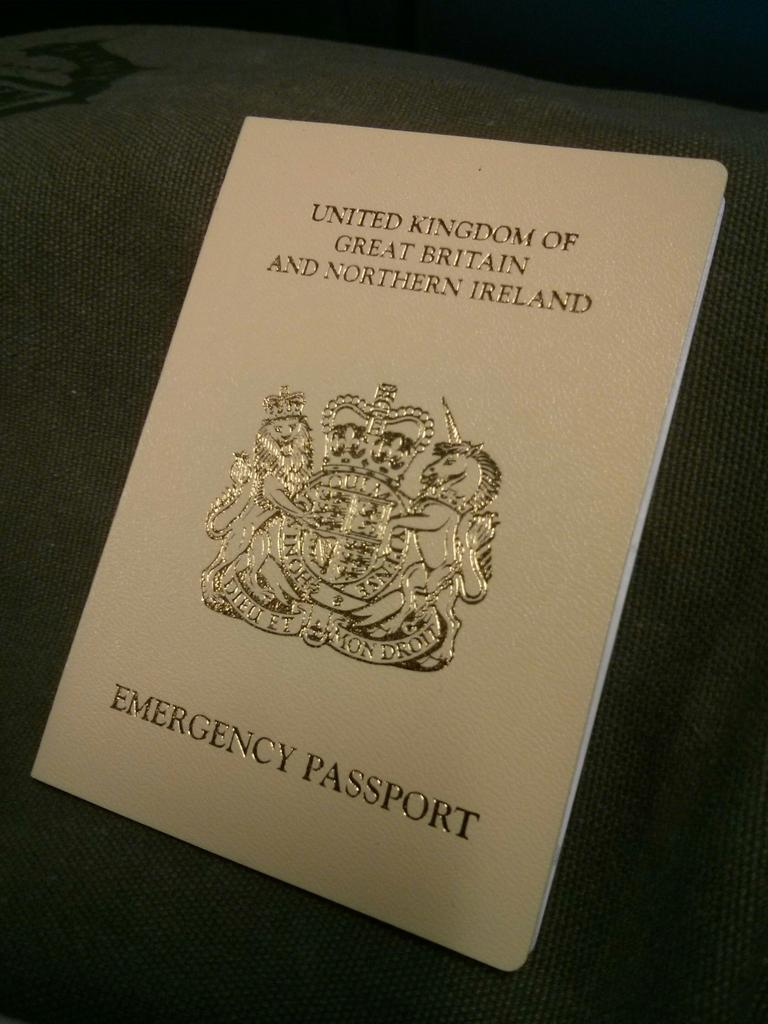 UNITED KINGDOM OF
GREAT BRITAIN
AND NORTHERN IRELAND
DIEU ET MON DROIT
EMERGENCY PASSPORT